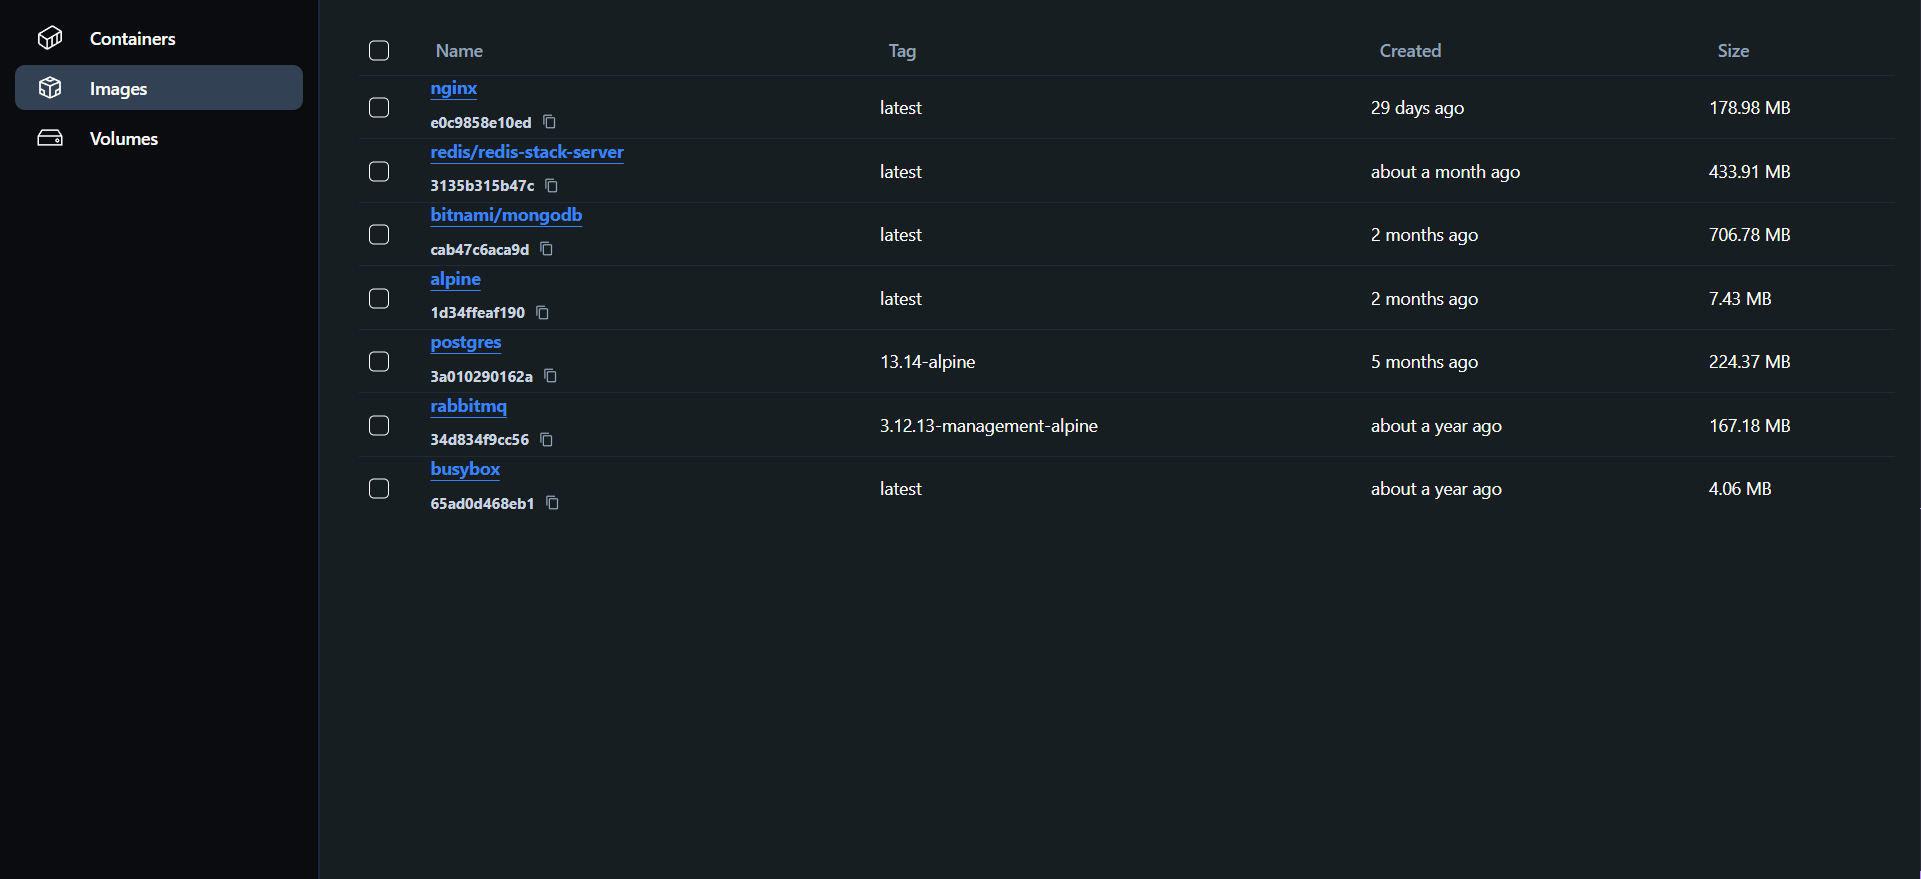 Containers
Images
Volumes
Name Tag Created Size
nginx
e0c9858e10ed
latest 29 days ago 178.98 MB
redis/redis-stack-server
3135b315b47c
latest about a month ago 433.91 MB
bitnami/mongodb
cab47c6aca9d
latest 2 months ago 706.78 MB
alpine
1d34ffeaf190
latest 2 months ago 7.43 MB
postgres
3a010290162a
13.14-alpine 5 months ago 224.37 MB
rabbitmq
34d834f9cc56
3.12.13-management-alpine about a year ago 167.18 MB
busybox
65ad0d468eb1
latest about a year ago 4.06 MB